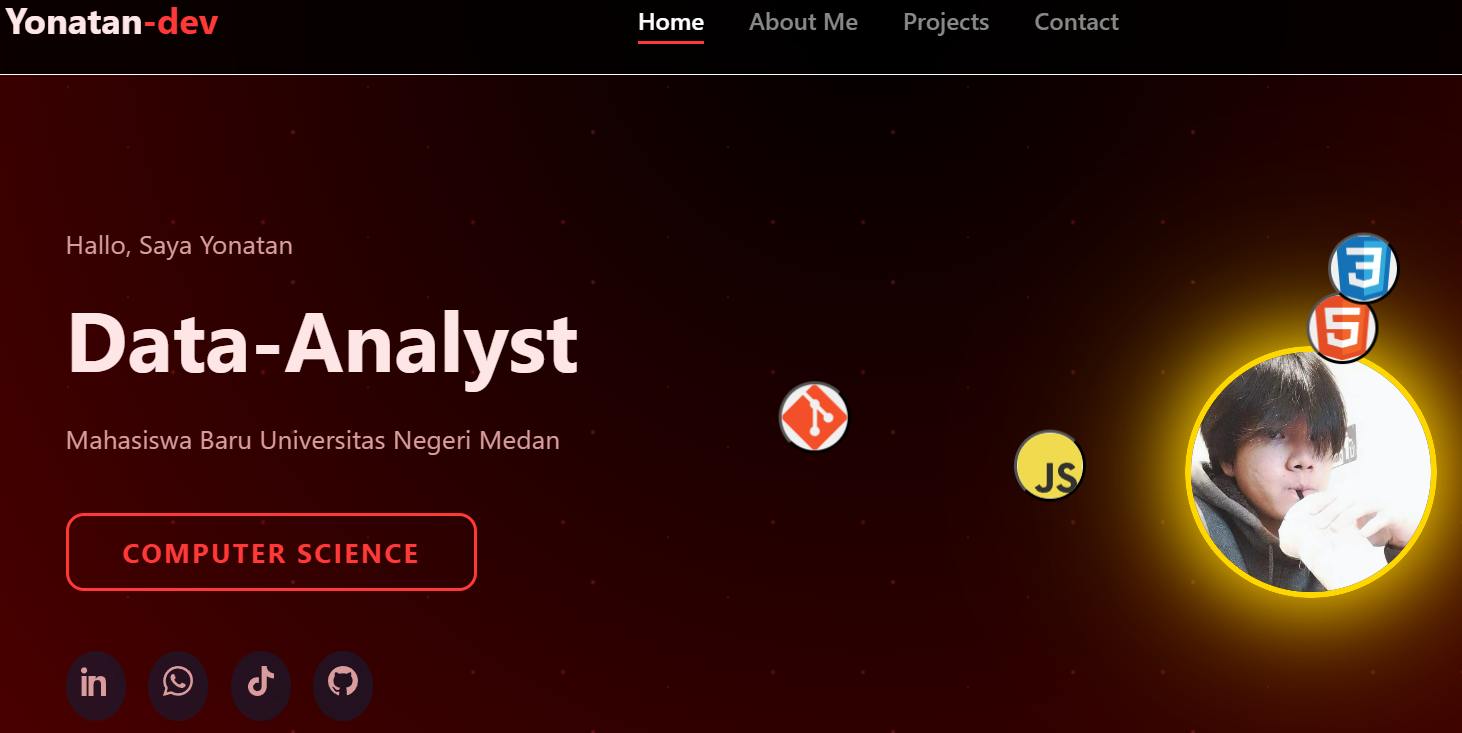 Yonatan-dev
Home
About Me
Projects
Contact
Hallo, Saya Yonatan
Data-Analyst
Mahasiswa Baru Universitas Negeri Medan
COMPUTER SCIENCE
in
JS
3
5